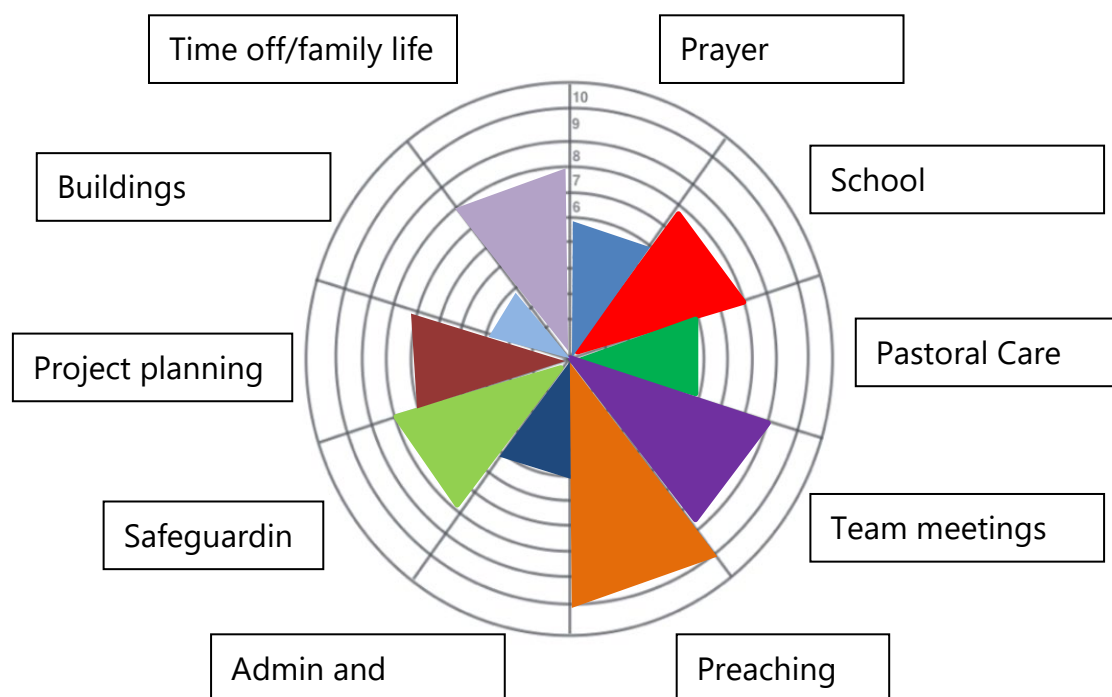 Time off/family life
Prayer
10
9
8
7
6
Buildings
School
Project planning
Pastoral Care
Safeguardin
Team meetings
Admin and
Preaching